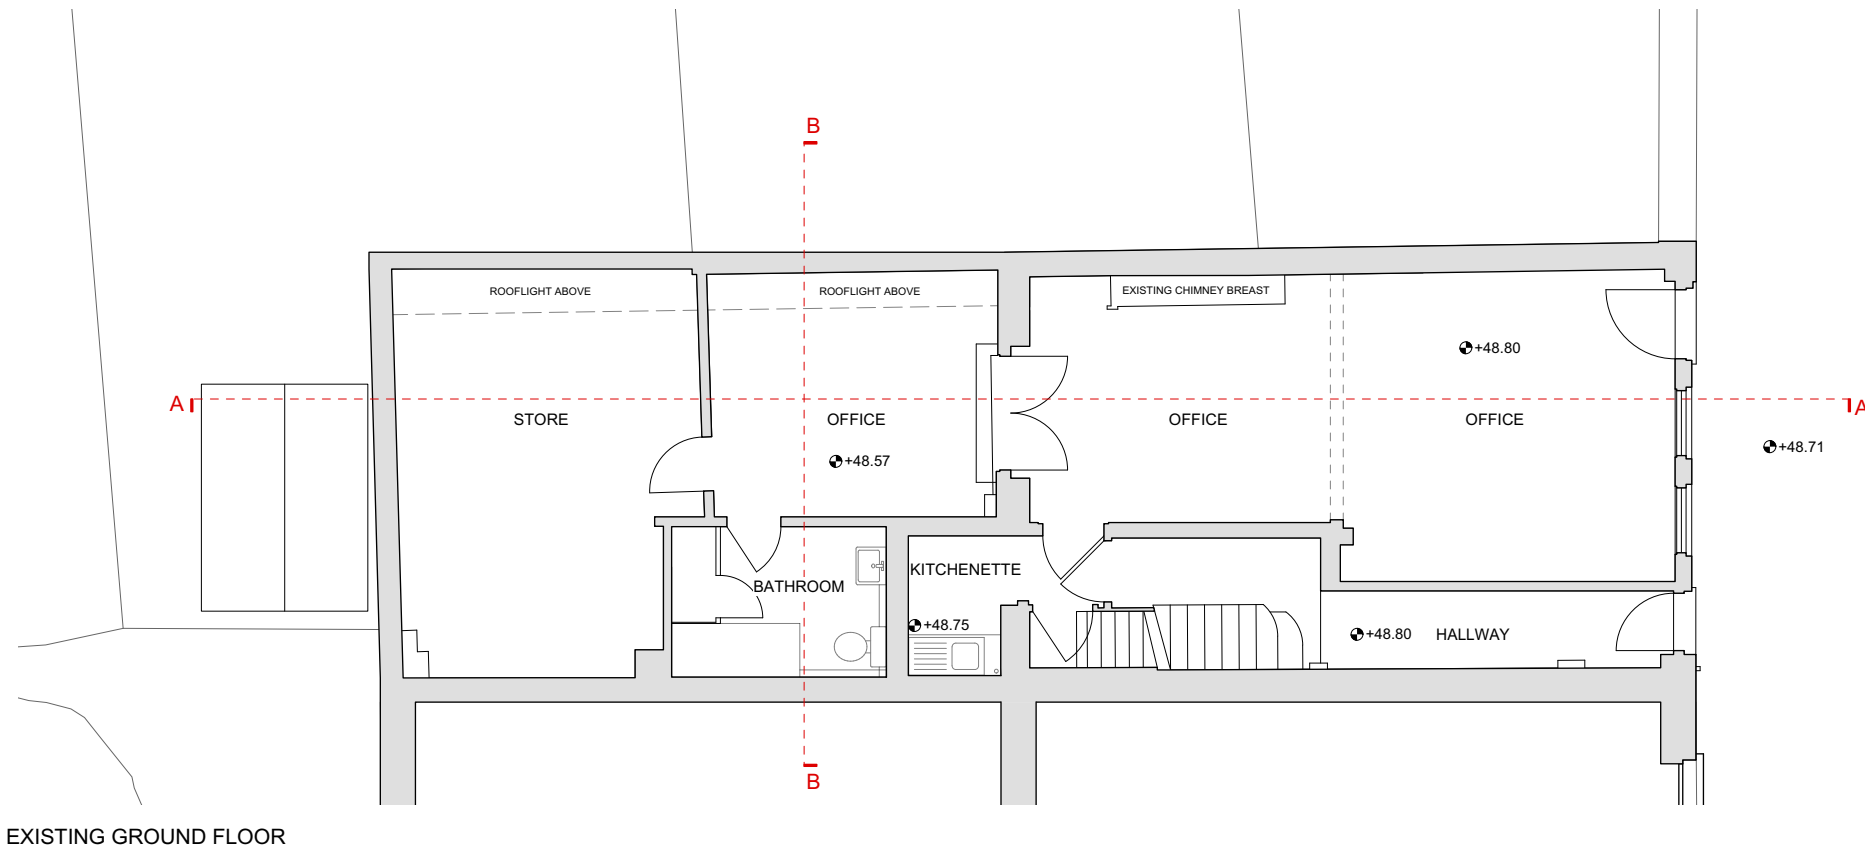 B
ROOFLIGHT ABOVE
ROOFLIGHT ABOVE
EXISTING CHIMNEY BREAST
+48.80
A
A
STORE
OFFICE
OFFICE
OFFICE
+48.71
+48.57
KITCHENETTE
BATHROOM
+48.75
+48.80
HALLWAY
B
EXISTING GROUND FLOOR